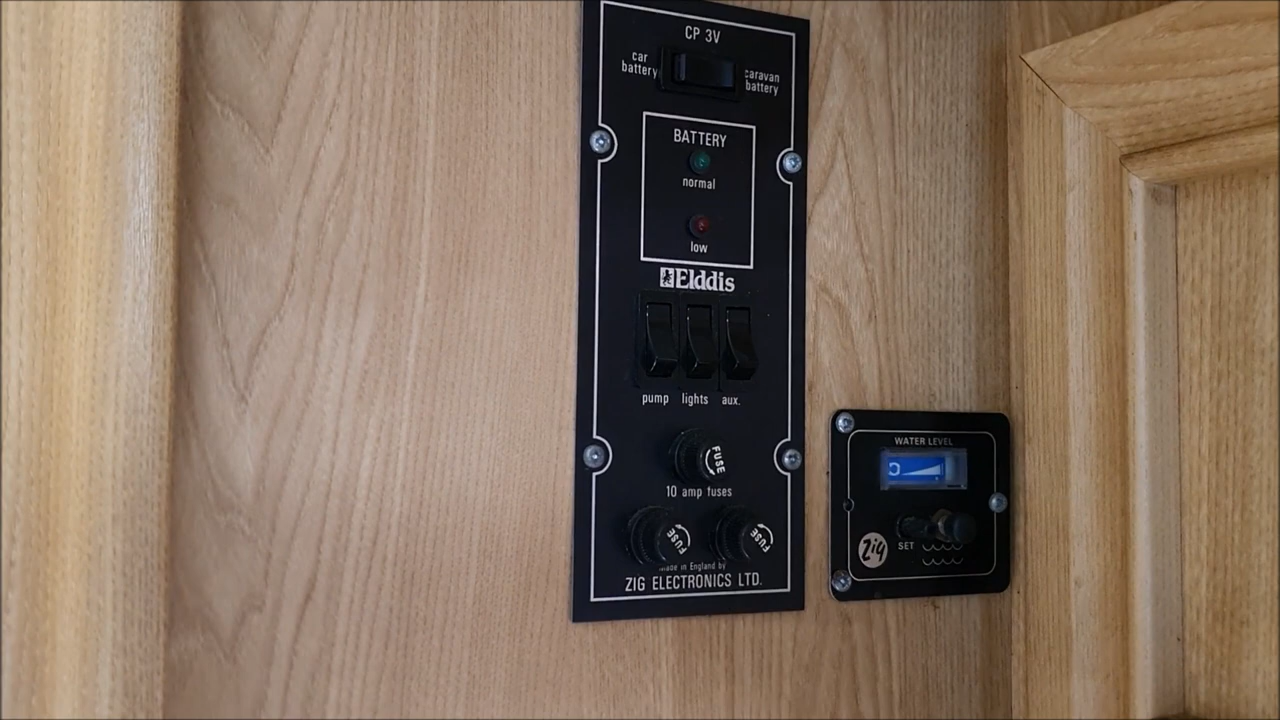 CP 3V
car
battery
caravan
battery
BATTERY
normal
low
Elddis
pump lights aux.
FUSE
10 amp fuses
FUSE FUSE
Made in England by
ZIG ELECTRONICS LTD.
WATER LEVEL
Zig
SET